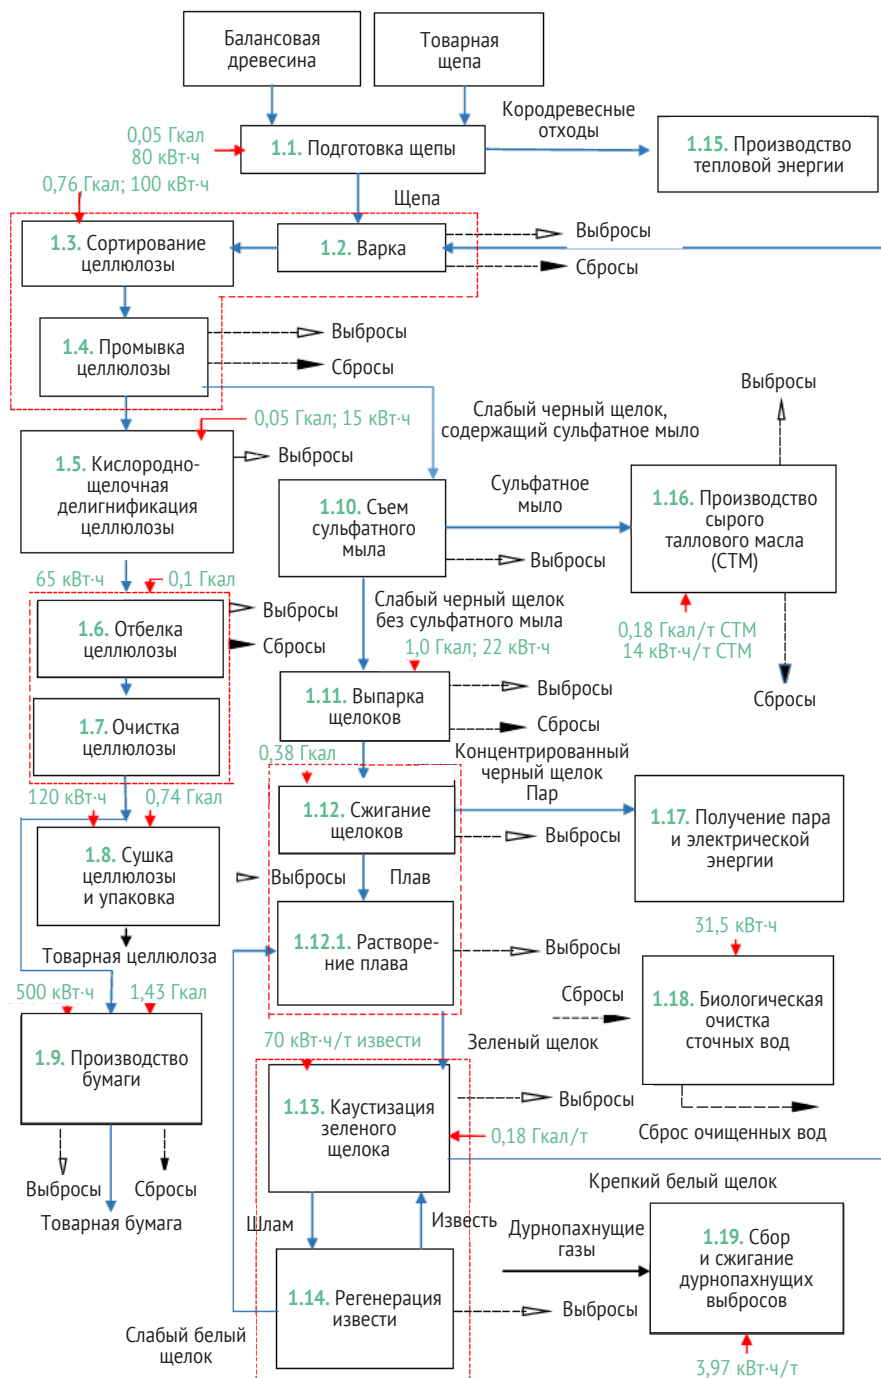 Балансовая
древесина
Товарная
щепа
Кородревесные
отходы
0,05 Гкал
80 кВт·ч
1.1. Подготовка щепы
1.15. Производство
тепловой энергии
0,76 Гкал; 100 кВт·ч
Щепа
1.3. Сортирование
целлюлозы
1.2. Варка
Выбросы
Сбросы
1.4. Промывка
целлюлозы
Выбросы
Сбросы
Выбросы
0,05 Гкал; 15 кВт·ч
Слабый черный щелок,
содержащий сульфатное мыло
1.5. Кислородно-
щелочная
делигнификация
целлюлозы
Выбросы
1.10. Съем
сульфатного
мыла
Сульфатное
мыло
1.16. Производство
сырого
таллового масла
(СТМ)
Выбросы
65 кВт·ч
0,1 Гкал
Слабый черный щелок
без сульфатного мыла
0,18 Гкал/т СТМ
14 кВт·ч/т СТМ
1.6. Отбелка
целлюлозы
Выбросы
Сбросы
1,0 Гкал; 22 кВт·ч
Сбросы
1.7. Очистка
целлюлозы
1.11. Выпарка
щелоков
Выбросы
Сбросы
0,38 Гкал
Концентрированный
черный щелок
Пар
120 кВт·ч
0,74 Гкал
1.12. Сжигание
щелоков
Выбросы
1.17. Получение пара
и электрической
энергии
1.8. Сушка
целлюлозы
и упаковка
Выбросы
Плав
Товарная целлюлоза
1.12.1. Растворе-
ние плава
Выбросы
31,5 кВт·ч
500 кВт·ч
1,43 Гкал
Сбросы
1.18. Биологическая
очистка
сточных вод
70 кВт·ч/т извести
Зеленый щелок
1.9. Производство
бумаги
1.13. Каустизация
зеленого
щелока
Выбросы
0,18 Гкал/т
Сброс очищенных вод
Выбросы
Сбросы
Крепкий белый щелок
Товарная бумага
Шлам
Известь
Дурнопахнущие
газы
1.19. Сбор
и сжигание
дурнопахнущих
выбросов
1.14. Регенерация
извести
Выбросы
Слабый белый
щелок
3,97 кВт·ч/т